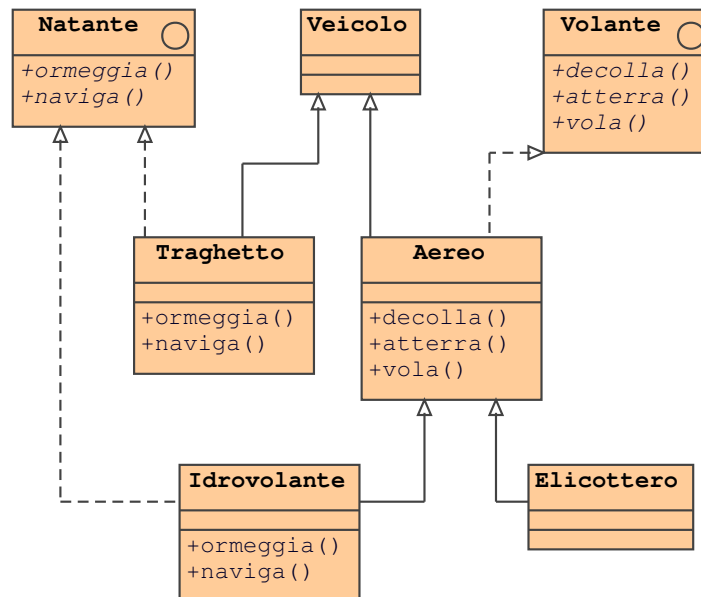 Natante
+ormeggia()
+naviga()
Veicolo
Volante
+decolla()
+atterra()
+vola()
Traghetto
+ormeggia()
+naviga()
Aereo
+decolla()
+atterra()
+vola()
Idrovolante
+ormeggia()
+naviga()
Elicottero